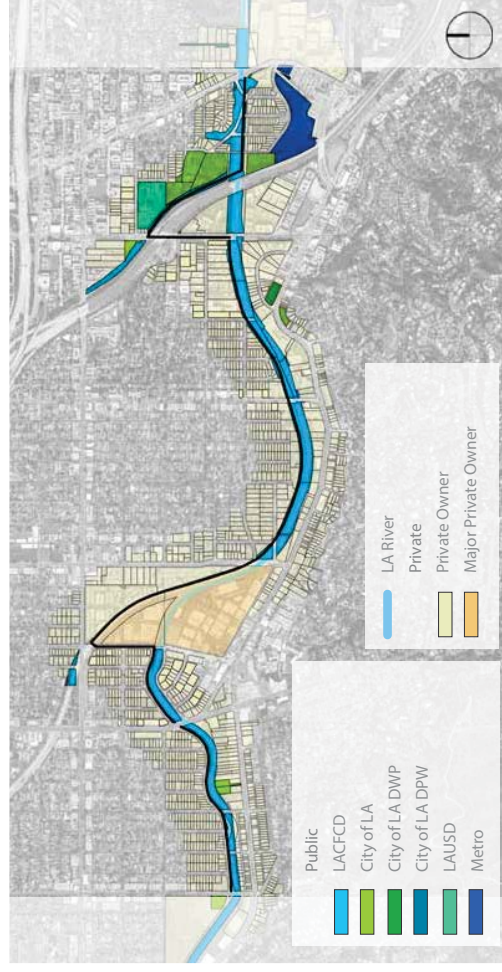 Public
LACFCD
City of LA
City of LA DWP
City of LA DPW
LAUSD
Metro
LA River
Private
Private Owner
Major Private Owner